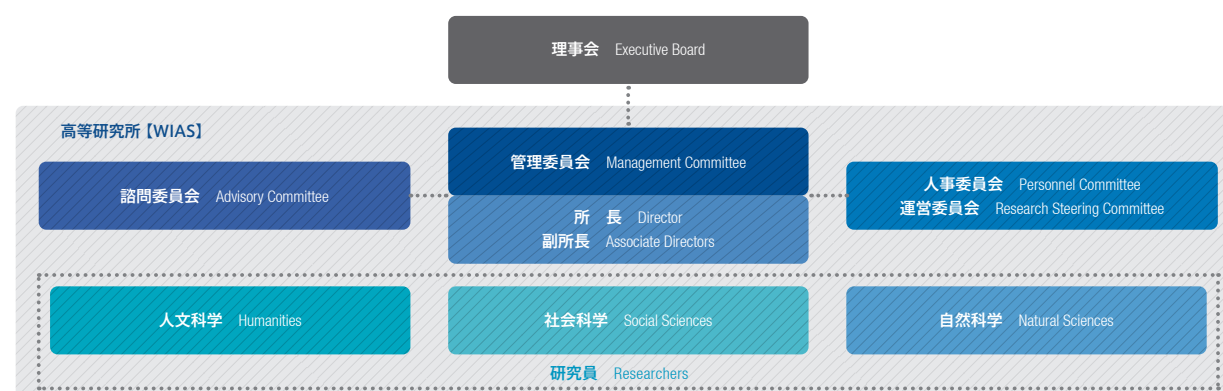 理事会 Executive Board
高等研究所【WIAS】
管理委員会 Management Committee
諮問委員会 Advisory Committee
人事委員会 Personnel Committee
運営委員会 Research Steering Committee
所 長 Director
副所長 Associate Directors
人文科学 Humanities
社会科学 Social Sciences
自然科学 Natural Sciences
研究員 Researchers